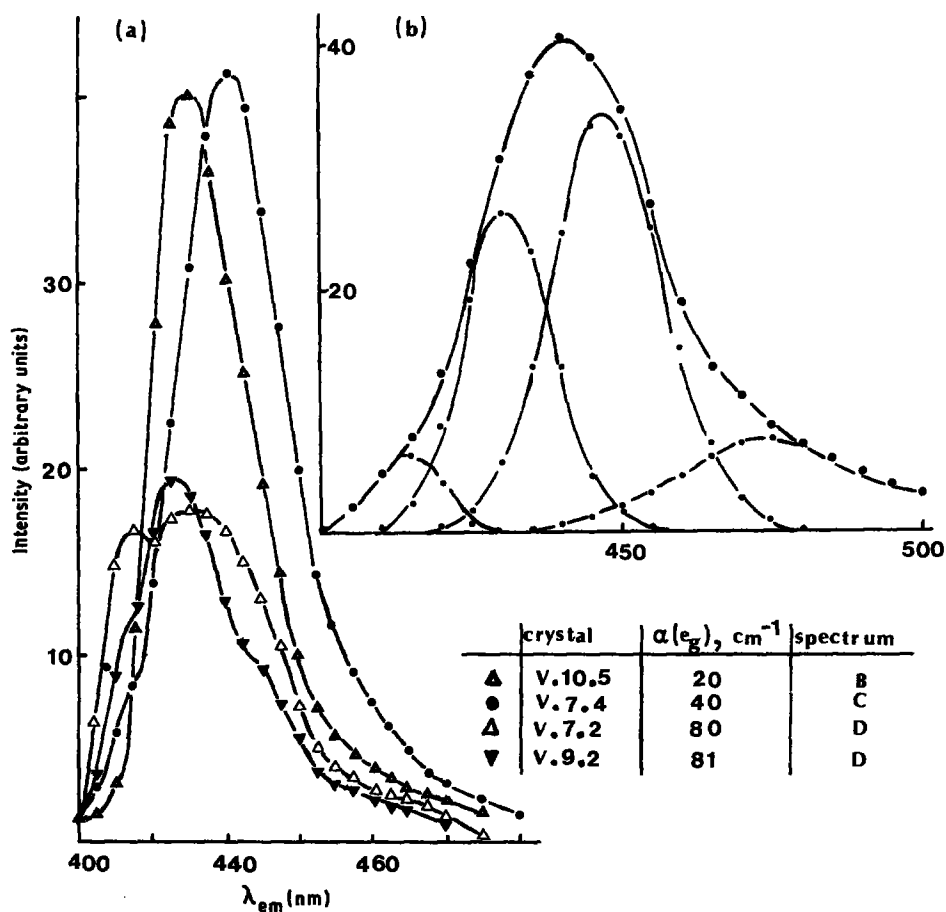 (a)
(b)
40
20
450
500
Intensity (arbitrary units)
30
20
10
400
440
460
λem(nm)
crystal α(eg), cm-1 spectrum
▲ V.10.5 20 B
● V.7.4 40 C
△ V.7.2 80 D
▼ V.9.2 81 D